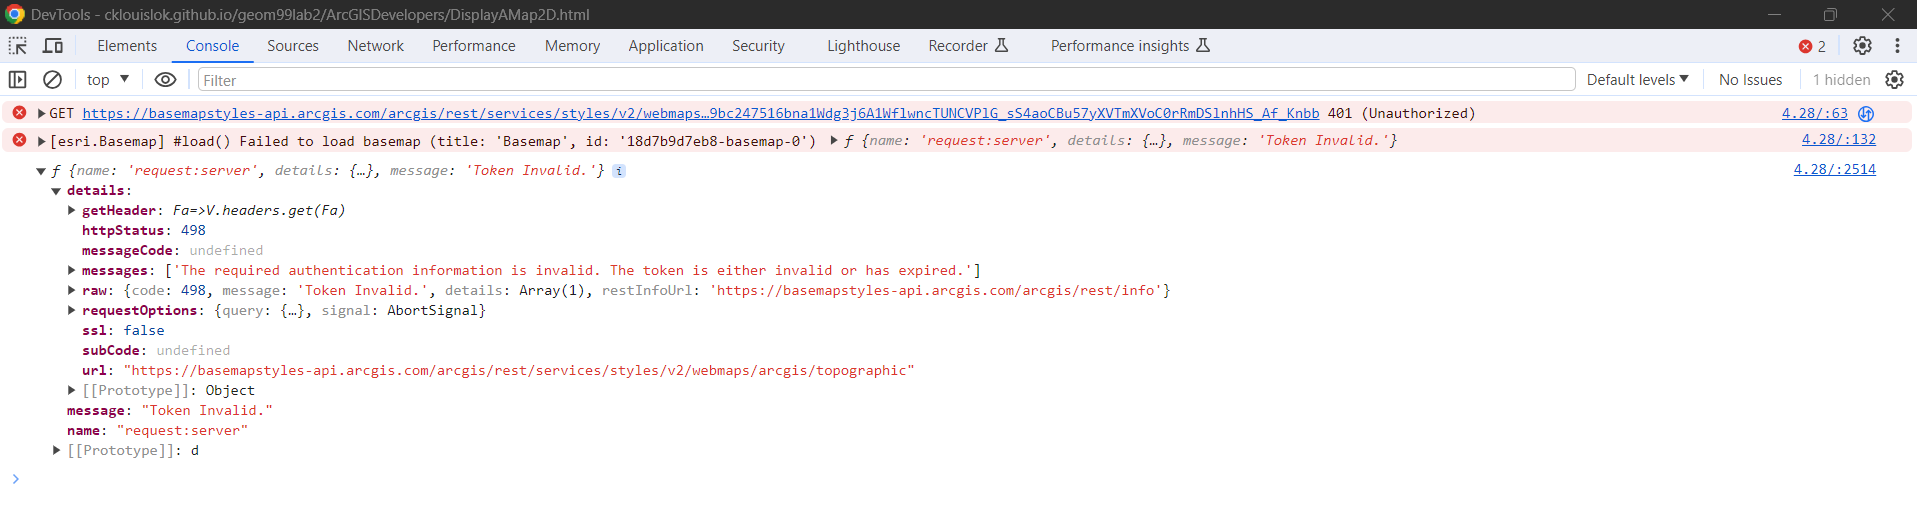 DevTools - cklouislok.github.io/geom99lab2/ArcGISDevelopers/DisplayAMap2D.html
Elements Console Sources Network Performance Memory Application Security Lighthouse Recorder Performance insights 2
top Filter Default levels No Issues 1 hidden
GET https://basemapstyles-api.arcgis.com/arcgis/rest/services/styles/v2/webmaps…9bc247516bna1Wdg3j6A1WflwncTUNCVPlG_sS4aoCBu57yXVTmXVoC0rRmDSlnhHS_Af_Knbb 401 (Unauthorized) 4.28/:63
[esri.Basemap] #load() Failed to load basemap (title: 'Basemap', id: '18d7b9d7eb8-basemap-0') ƒ {name: 'request:server', details: {…}, message: 'Token Invalid.'} 4.28/:132
ƒ {name: 'request:server', details: {…}, message: 'Token Invalid.'} i 4.28/:2514
details:
getHeader: Fa=>V.headers.get(Fa)
httpStatus: 498
messageCode: undefined
messages: ['The required authentication information is invalid. The token is either invalid or has expired.']
raw: {code: 498, message: 'Token Invalid.', details: Array(1), restInfoUrl: 'https://basemapstyles-api.arcgis.com/arcgis/rest/info'}
requestOptions: {query: {…}, signal: AbortSignal}
ssl: false
subCode: undefined
url: "https://basemapstyles-api.arcgis.com/arcgis/rest/services/styles/v2/webmaps/arcgis/topographic"
[[Prototype]]: Object
message: "Token Invalid."
name: "request:server"
[[Prototype]]: d